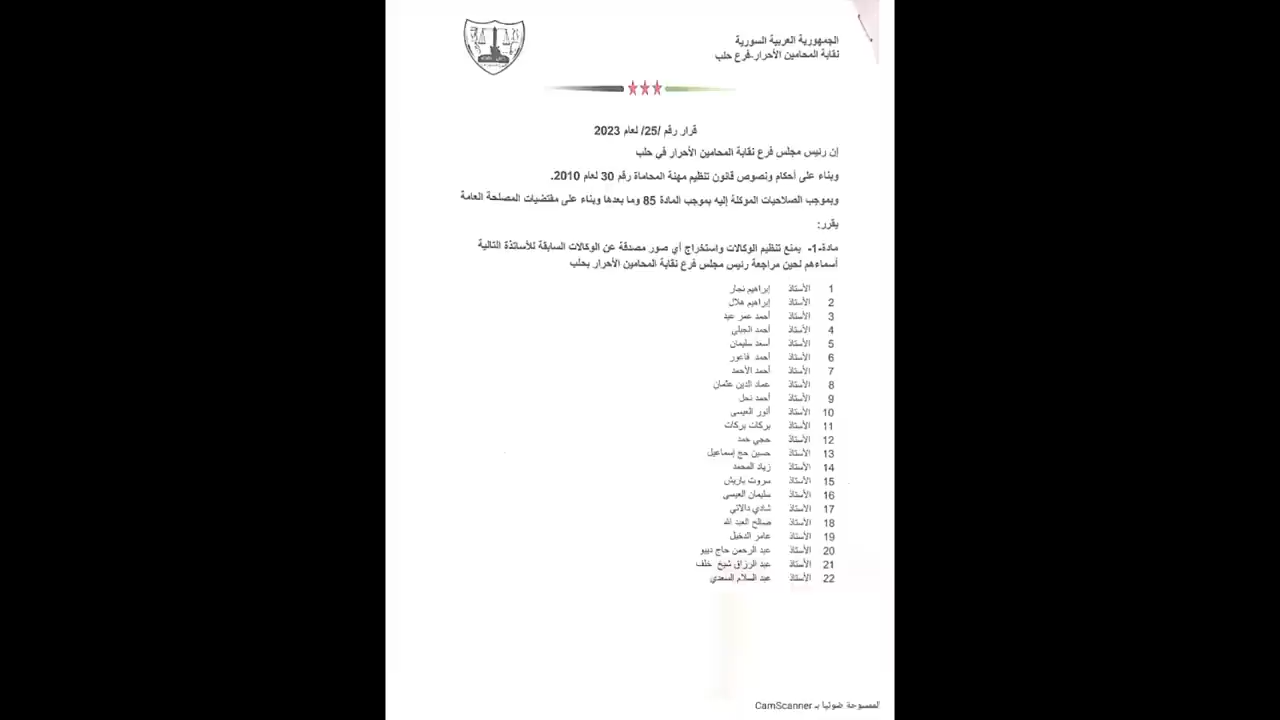 الجمهورية العربية السورية
نقابة المحامين الأحرار-فرع حلب
قرار رقم /25/ لعام 2023
إن رئيس مجلس فرع نقابة المحامين الأحرار في حلب
وبناء على أحكام ونصوص قانون تنظيم مهنة المحاماة رقم 30 لعام 2010.
وبموجب الصلاحيات الموكلة إليه بموجب المادة 85 وما بعدها وبناء على مقتضيات المصلحة العامة
يقرر:
مادة-1- يمنع تنظيم الوكالات واستخراج أي صور مصدقة عن الوكالات السابقة للأساتذة التالية
أسماءهم لحين مراجعة رئيس مجلس فرع نقابة المحامين الأحرار بحلب
1 الأستاذ إبراهيم نجار
2 الأستاذ إبراهيم هلال
3 الأستاذ أحمد عمر عيد
4 الأستاذ أحمد الجبلي
5 الأستاذ أسعد سليمان
6 الأستاذ أحمد فاعور
7 الأستاذ أحمد الأحمد
8 الأستاذ عماد الدين عثمان
9 الأستاذ أحمد نحل
10 الأستاذ أنور العيسى
11 الأستاذ بركات بركات
12 الأستاذ حجي حمد
13 الأستاذ حسين حج إسماعيل
14 الأستاذ زياد المحمد
15 الأستاذ سروت باريش
16 الأستاذ سليمان العيسى
17 الأستاذ شادي دالاتي
18 الأستاذ صالح العبد الله
19 الأستاذ عامر الدخيل
20 الأستاذ عبد الرحمن حاج ديبو
21 الأستاذ عبد الرزاق شيخ خلف
22 الأستاذ عبد السلام السعدي
الممسوحة ضوئيا بـ CamScanner